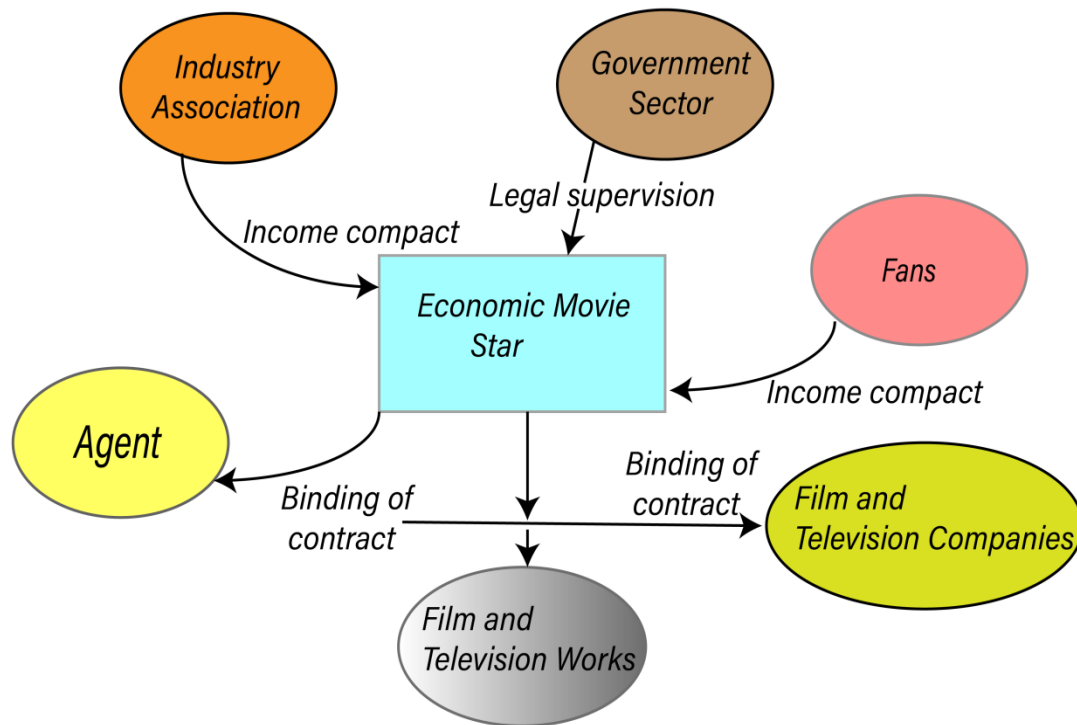 Industry
Association
Government
Sector
Legal supervision
Income compact
Fans
Economic Movie
Star
Income compact
Agent
Binding of
contract
Binding of
contract
Film and
Television Companies
Film and
Television Works